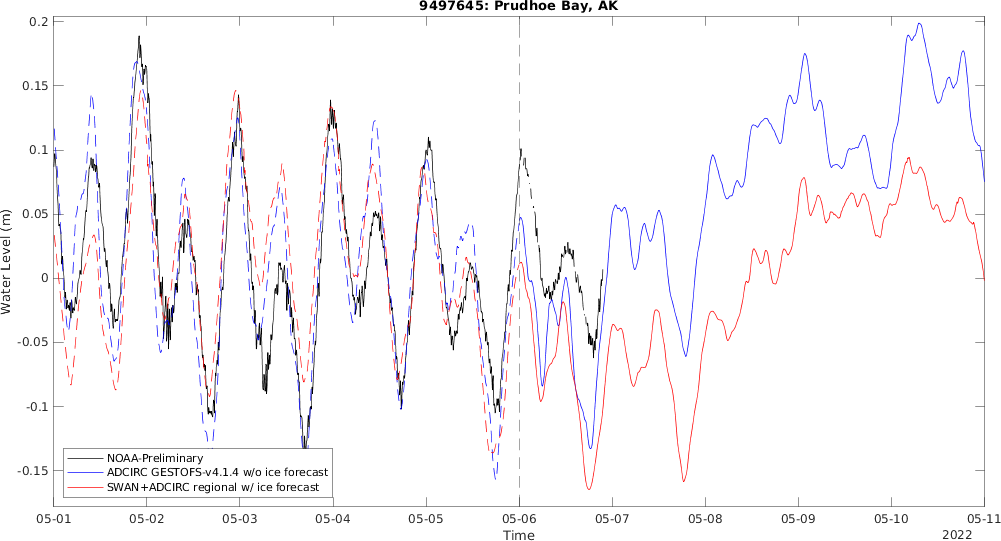 9497645: Prudhoe Bay, AK
0.2
0.15
0.1
0.05
0
-0.05
-0.1
-0.15
Water Level (m)
NOAA-Preliminary
ADCIRC GESTOFS-v4.1.4 w/o ice forecast
SWAN+ADCIRC regional w/ ice forecast
05-01 05-02 05-03 05-04 05-05 05-06 05-07 05-08 05-09 05-10 05-11
Time
2022